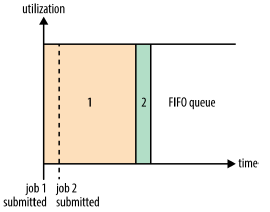 utilization
1
2
FIFO queue
time
job 1
submitted
job 2
submitted